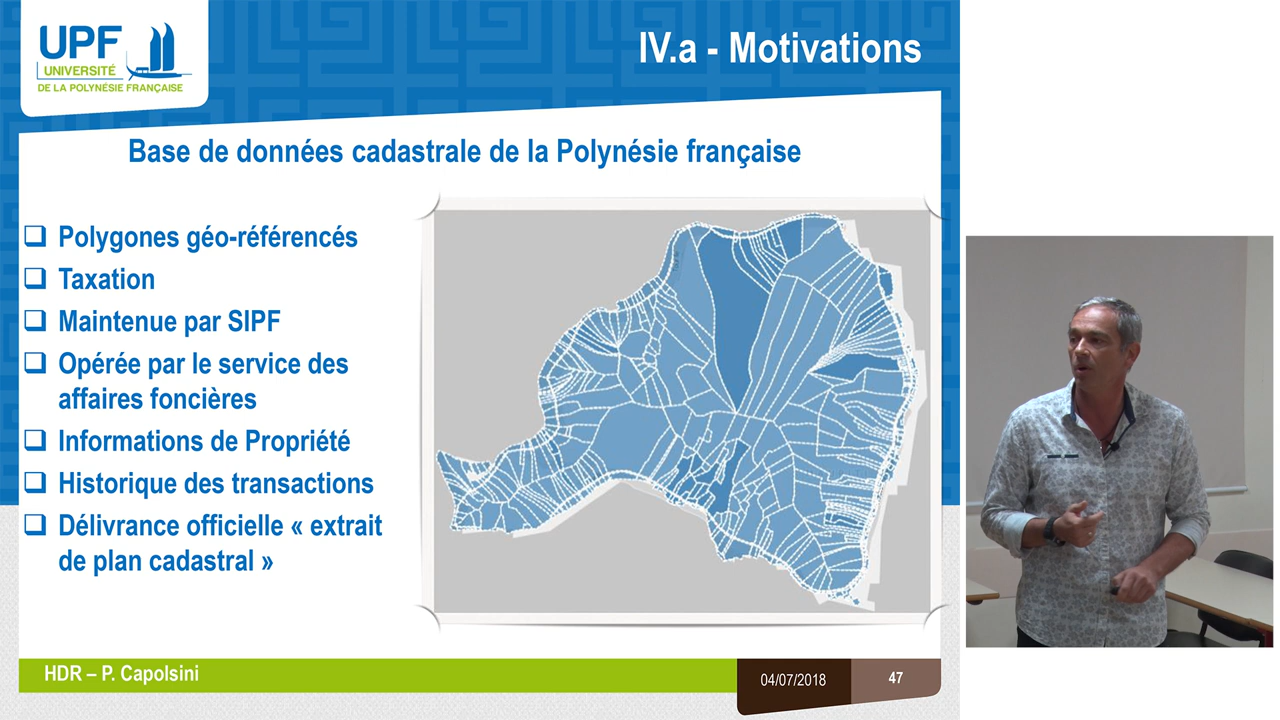 UPF
UNIVERSITÉ
DE LA POLYNÉSIE FRANÇAISE
IV.a - Motivations
Base de données cadastrale de la Polynésie française
Polygones géo-référencés
Taxation
Maintenue par SIPF
Opérée par le service des
affaires foncières
Informations de Propriété
Historique des transactions
Délivrance officielle « extrait
de plan cadastral »
HDR – P. Capolsini
04/07/2018
47